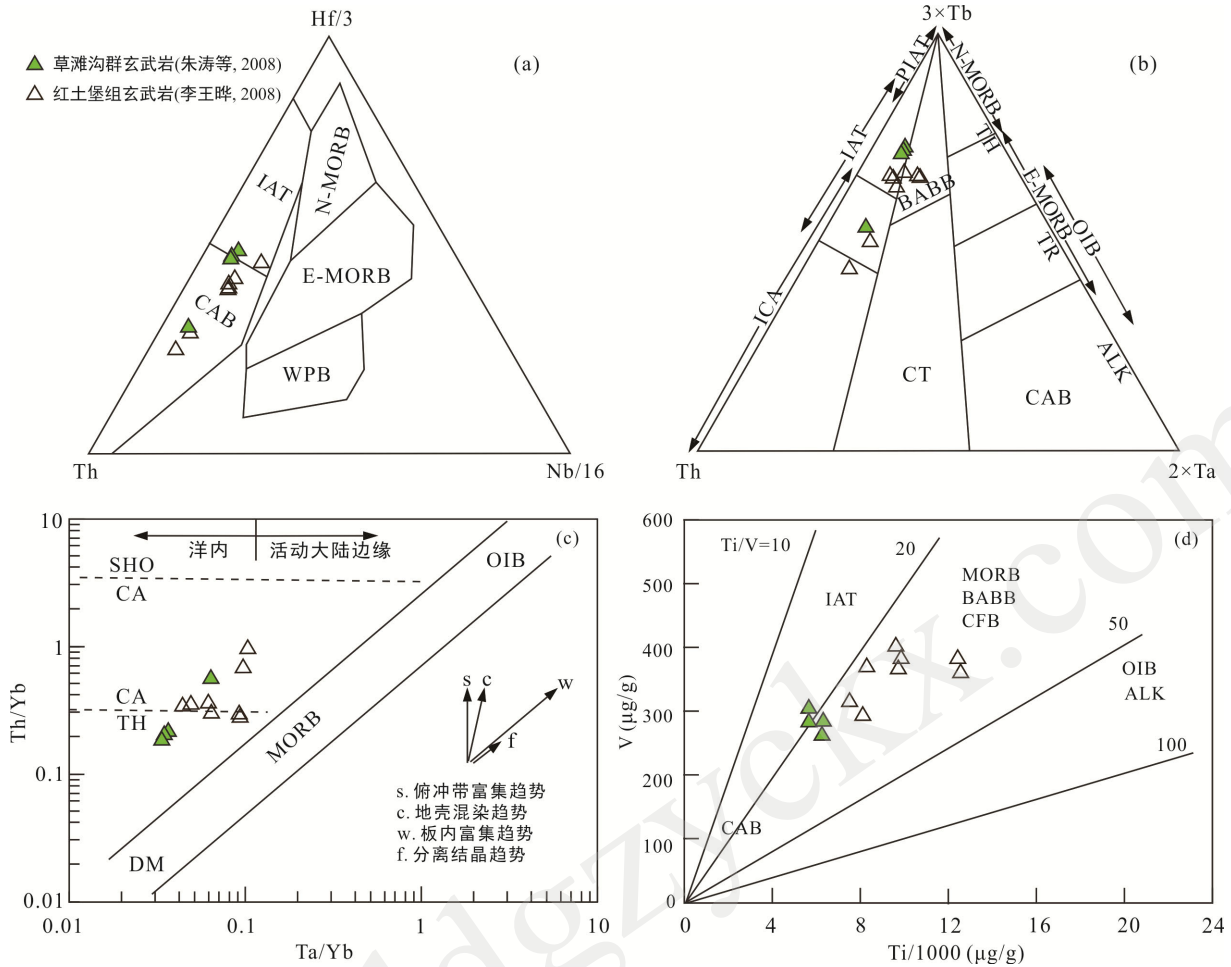 Hf/3
草滩沟群玄武岩(朱涛等, 2008)
红土堡组玄武岩(李王晔, 2008)
(a)
IAT
N-MORB
E-MORB
CAB
WPB
Th
Nb/16
3×Tb
(b)
PIAT
N-MORB
IAT
TH
BABB
E-MORB
OIB
TR
ICA
ALK
CT
CAB
Th
2×Ta
10
洋内
活动大陆边缘
(c)
OIB
SHO
CA
1
CA
TH
Th/Yb
MORB
s
c
w
f
0.1
s. 俯冲带富集趋势
c. 地壳混染趋势
w. 板内富集趋势
f. 分离结晶趋势
DM
0.01
0.01
0.1
1
10
Ta/Yb
600
Ti/V=10
20
(d)
MORB
BABB
CFB
500
IAT
50
400
OIB
ALK
V (μg/g)
300
100
200
CAB
100
0
0
4
8
12
16
20
24
Ti/1000 (μg/g)